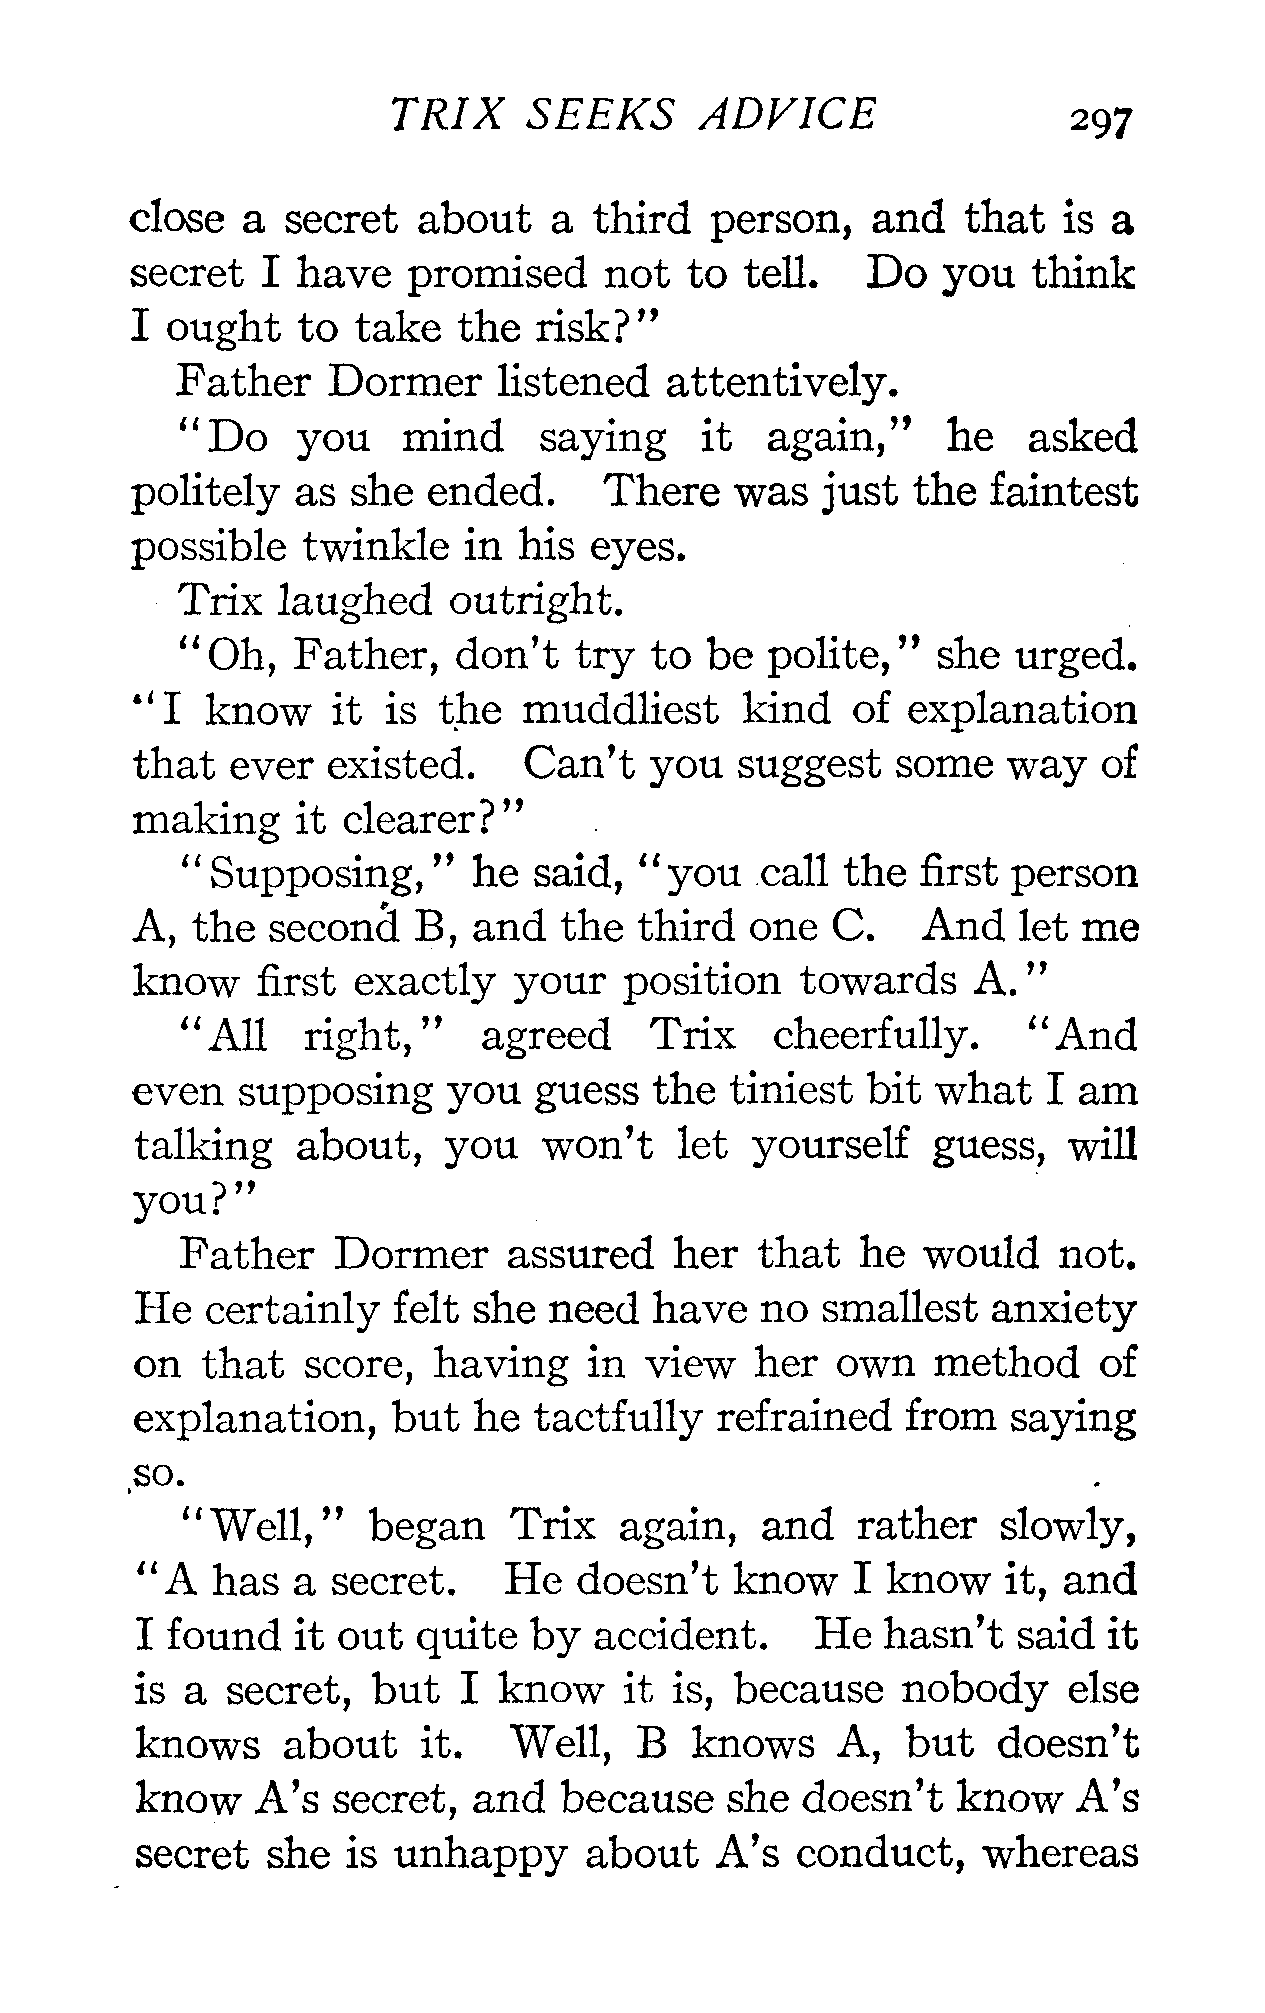 TRIX SEEKS ADVICE 297
close a secret about a third person, and that is a
secret I have promised not to tell. Do you think
I ought to take the risk?"
Father Dormer listened attentively.
"Do you mind saying it again," he asked
politely as she ended. There was just the faintest
possible twinkle in his eyes.
Trix laughed outright.
"Oh, Father, don't try to be polite," she urged.
"I know it is the muddliest kind of explanation
that ever existed. Can't you suggest some way of
making it clearer?"
"Supposing," he said, "you call the first person
A, the second B, and the third one C. And let me
know first exactly your position towards A."
"All right," agreed Trix cheerfully. "And
even supposing you guess the tiniest bit what I am
talking about, you won't let yourself guess, will
you?"
Father Dormer assured her that he would not.
He certainly felt she need have no smallest anxiety
on that score, having in view her own method of
explanation, but he tactfully refrained from saying
so.
"Well," began Trix again, and rather slowly,
"A has a secret. He doesn't know I know it, and
I found it out quite by accident. He hasn't said it
is a secret, but I know it is, because nobody else
knows about it. Well, B knows A, but doesn't
know A's secret, and because she doesn't know A's
secret she is unhappy about A's conduct, whereas